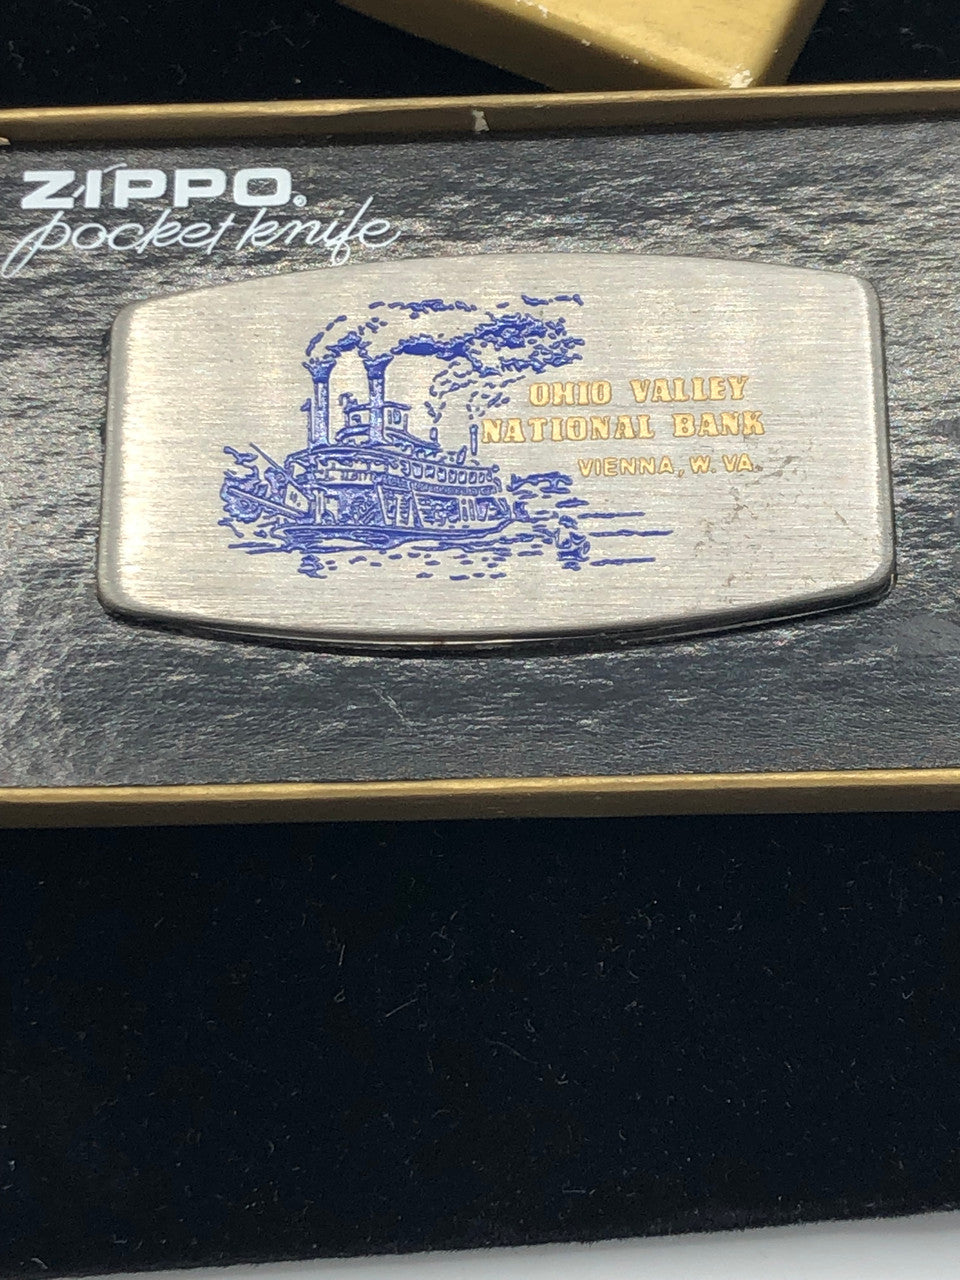 ZIPPO®
pocket knife
OHIO VALLEY
NATIONAL BANK
VIENNA, W. VA.